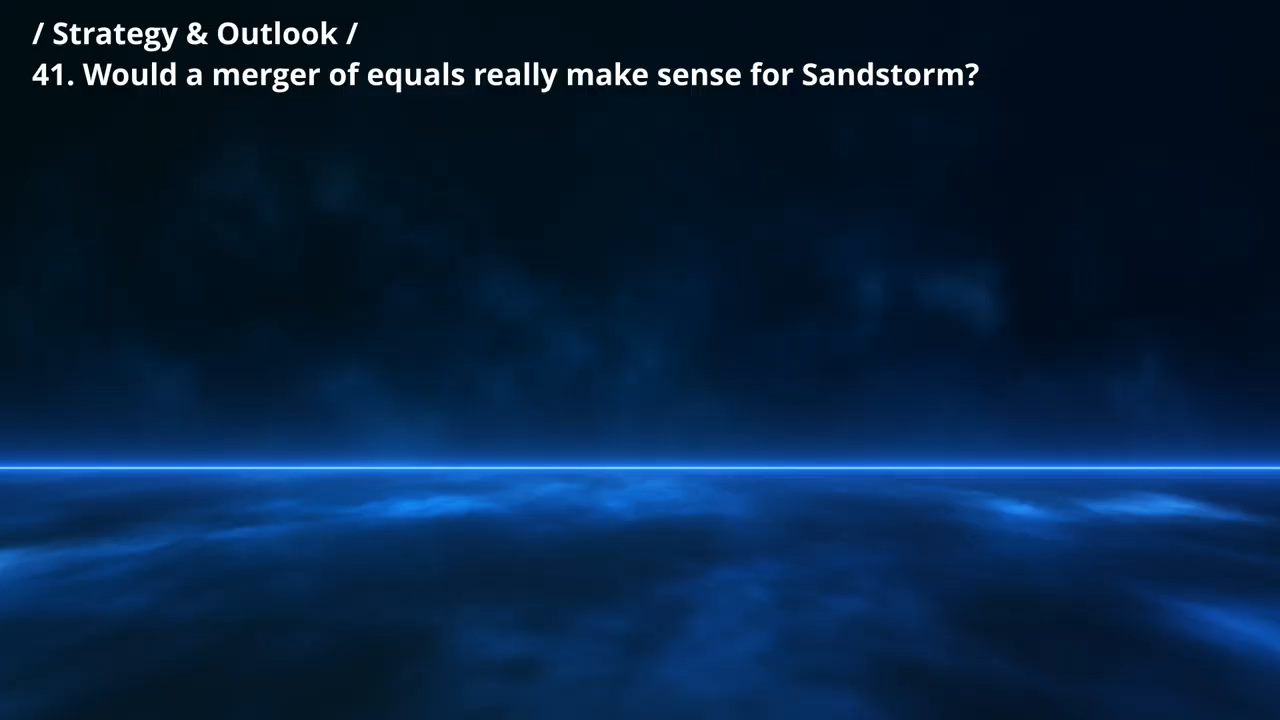 / Strategy & Outlook /
41. Would a merger of equals really make sense for Sandstorm?